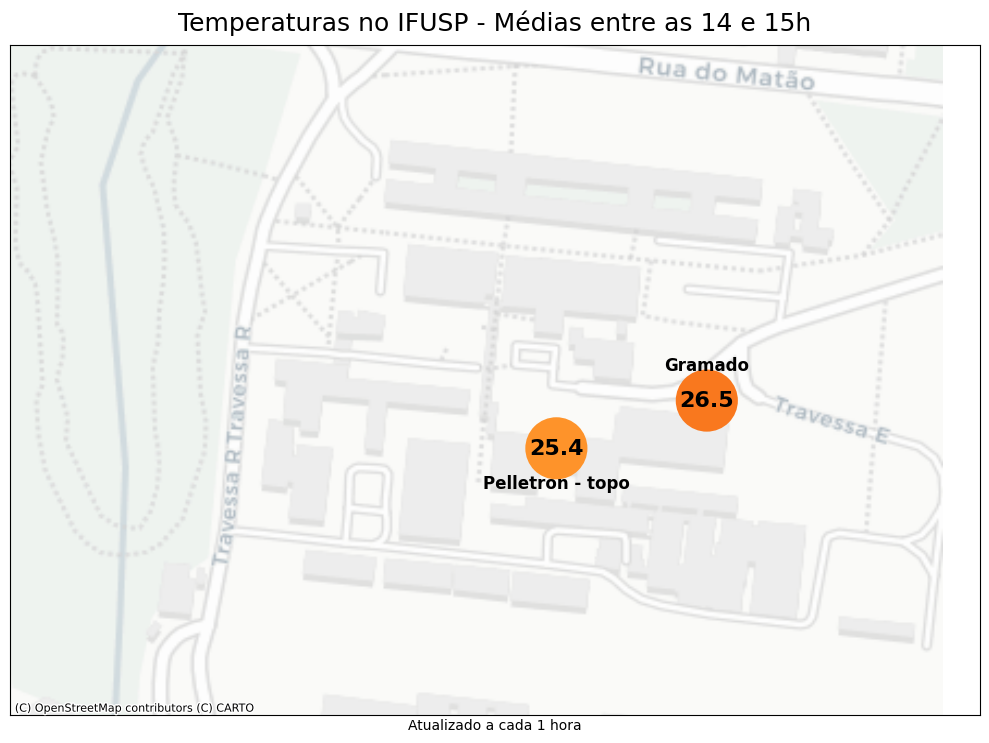 Temperaturas no IFUSP - Médias entre as 14 e 15h
Rua do Matão
Travessa R Travessa R
Gramado
26.5
Travessa E
25.4
Pelletron - topo
(C) OpenStreetMap contributors (C) CARTO
Atualizado a cada 1 hora